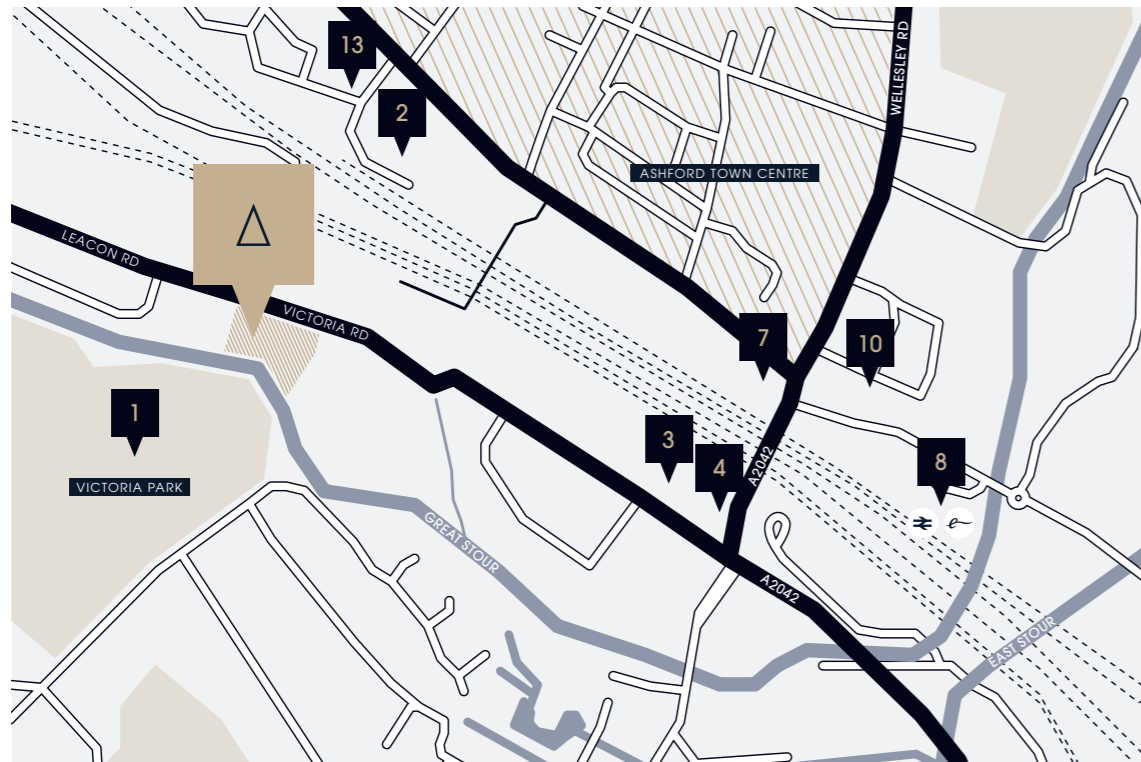 13
2
WELLESLEY RD
ASHFORD TOWN CENTRE
LEACON RD
VICTORIA RD
7
10
1
3
4
A2042
8
VICTORIA PARK
GREAT STOUR
A2042
EAST STOUR